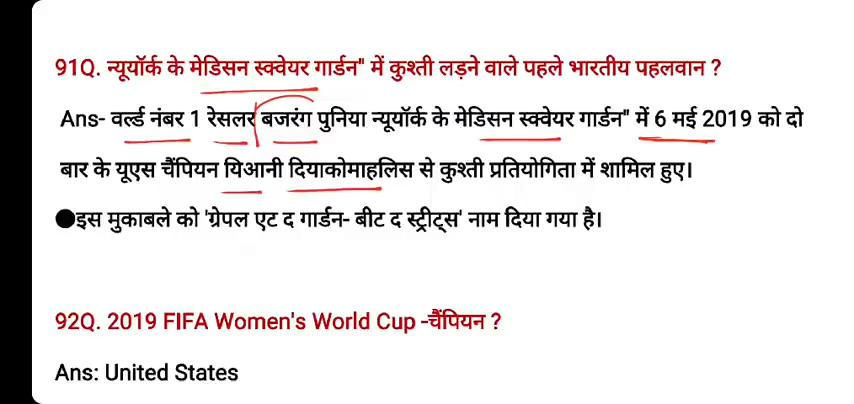 91Q. न्यूयॉर्क के मेडिसन स्क्वेयर गार्डन" में कुश्ती लड़ने वाले पहले भारतीय पहलवान ?
Ans- वर्ल्ड नंबर 1 रेसलर बजरंग पुनिया न्यूयॉर्क के मेडिसन स्क्वेयर गार्डन" में 6 मई 2019 को दो
बार के यूएस चैंपियन यिआनी दियाकोमाहलिस से कुश्ती प्रतियोगिता में शामिल हुए।
●इस मुकाबले को 'ग्रेपल एट द गार्डन- बीट द स्ट्रीट्स' नाम दिया गया है।
92Q. 2019 FIFA Women's World Cup -चैंपियन ?
Ans: United States